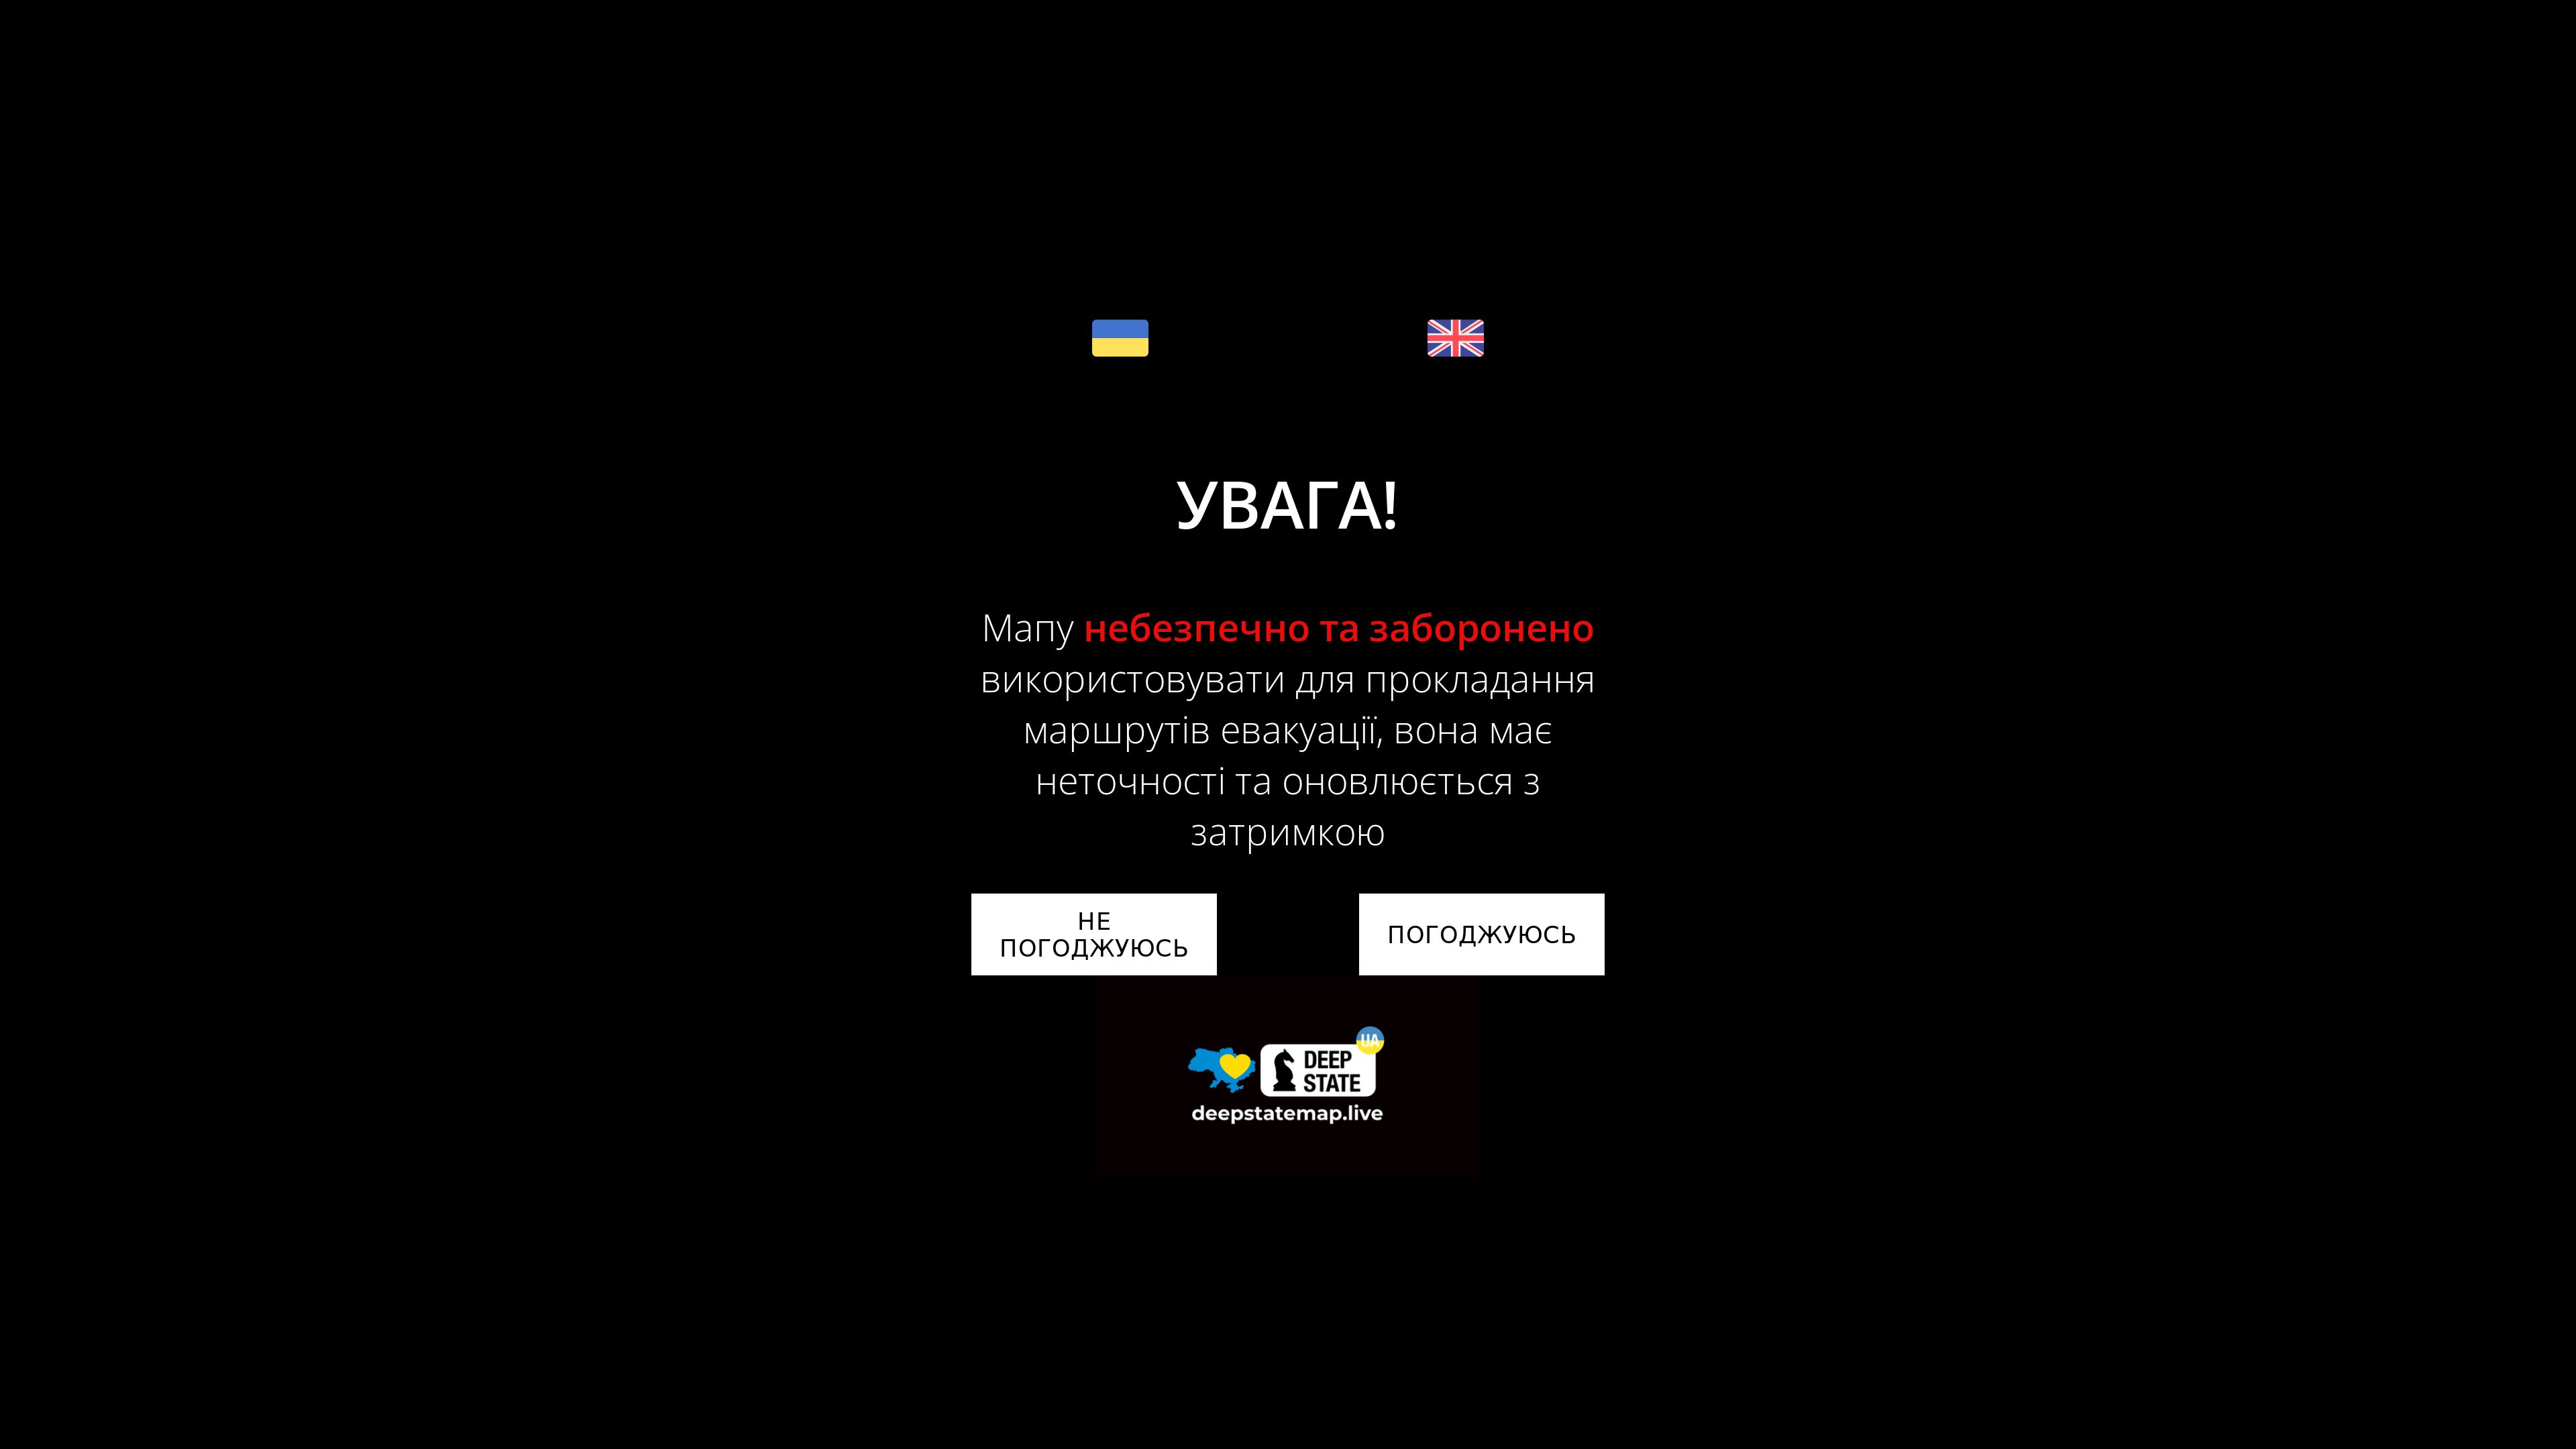 УВАГА!
Мапу небезпечно та заборонено
використовувати для прокладання
маршрутів евакуації, вона має
неточності та оновлюється з
затримкою
НЕ
ПОГОДЖУЮСЬ
ПОГОДЖУЮСЬ
UA
DEEP
STATE
deepstatemap.live